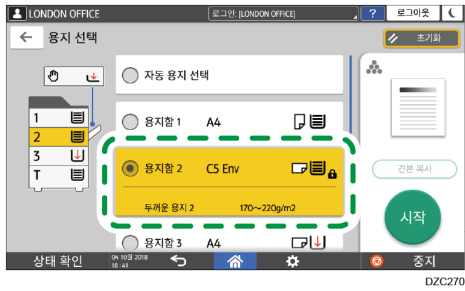 LONDON OFFICE
로그인: [LONDON OFFICE]
?
로그아웃
용지 선택
초기화
자동 용지 선택
1
2
3
T
용지함 1 A4
용지함 2 C5 Env
두꺼운 용지 2 170~220g/m2
용지함 3 A4
견본 복사
시작
상태 확인
04 10월 2018
18:41
중지
DZC270